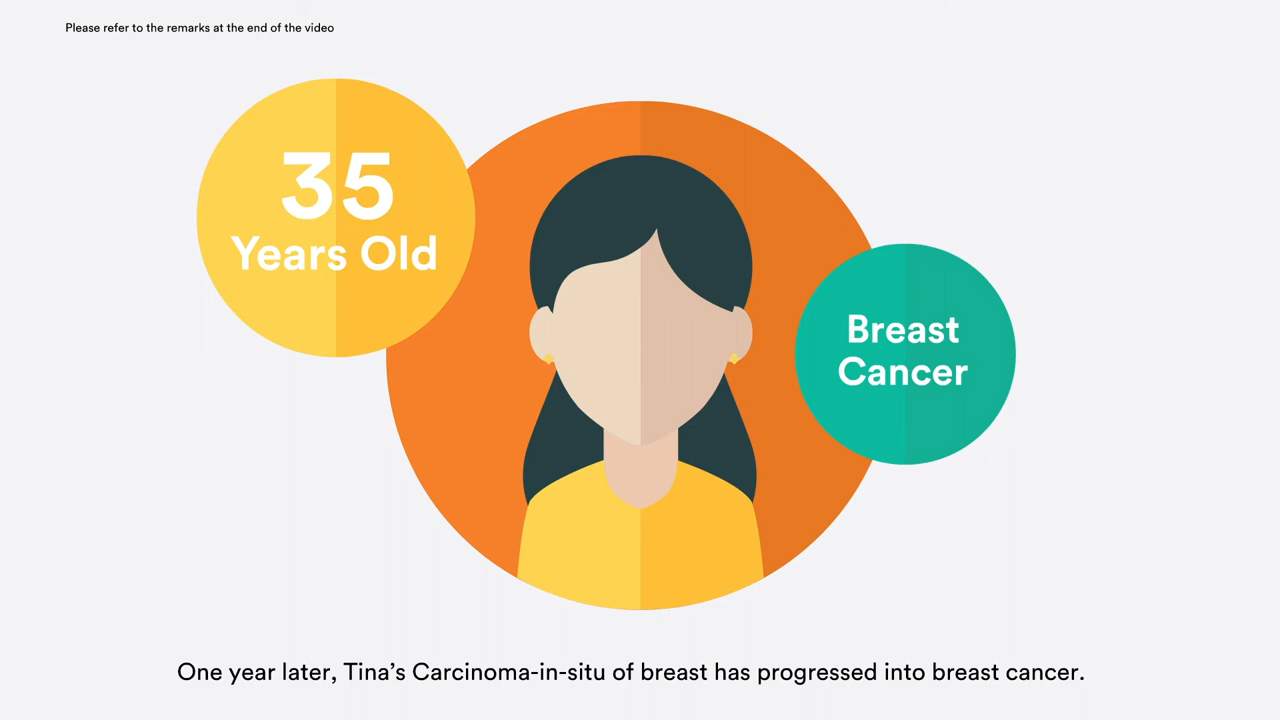 Please refer to the remarks at the end of the video
35
Years Old
Breast
Cancer
One year later, Tina’s Carcinoma-in-situ of breast has progressed into breast cancer.